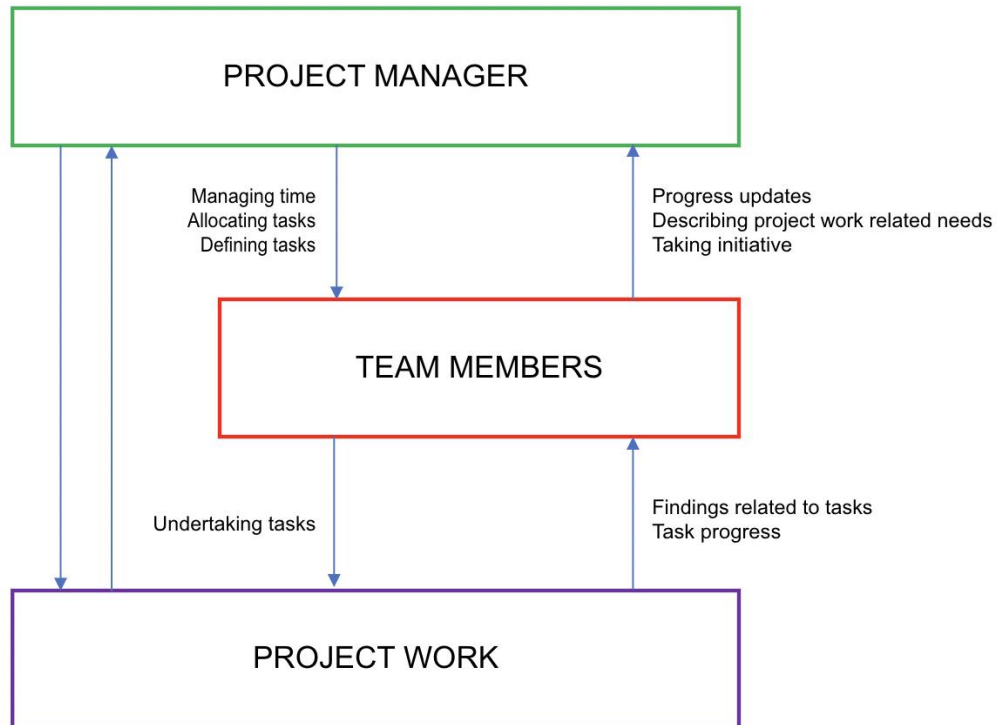 PROJECT MANAGER
Managing time
Allocating tasks
Defining tasks
Progress updates
Describing project work related needs
Taking initiative
TEAM MEMBERS
Undertaking tasks
Findings related to tasks
Task progress
PROJECT WORK